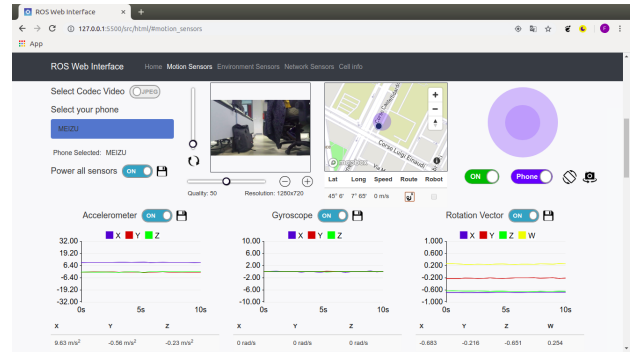 ROS Web Interface
127.0.0.1:5500/src/html/#motion_sensors
App
ROS Web Interface Home Motion Sensors Environment Sensors Network Sensors Cell info
Select Codec Video JPEG
Select your phone
MEIZU
Phone Selected: MEIZU
Power all sensors ON
Quality: 50 Resolution: 1280x720
Corso Luigi Einaudi
mapbox
Lat Long Speed Route Robot
45° 6' 7° 65' 0 m/s
ON Phone
Accelerometer ON
X Y Z
32.00
19.20
6.40
-6.40
-19.20
-32.00
0s 5s 10s
X Y Z
9.63 m/s² -0.56 m/s² -0.23 m/s²
Gyroscope ON
X Y Z
10.00
6.00
2.00
-2.00
-6.00
-10.00
0s 5s 10s
X Y Z
0 rad/s 0 rad/s 0 rad/s
Rotation Vector ON
X Y Z W
1.000
0.600
0.200
-0.200
-0.600
-1.000
0s 5s 10s
X Y Z W
-0.683 -0.216 -0.651 0.254